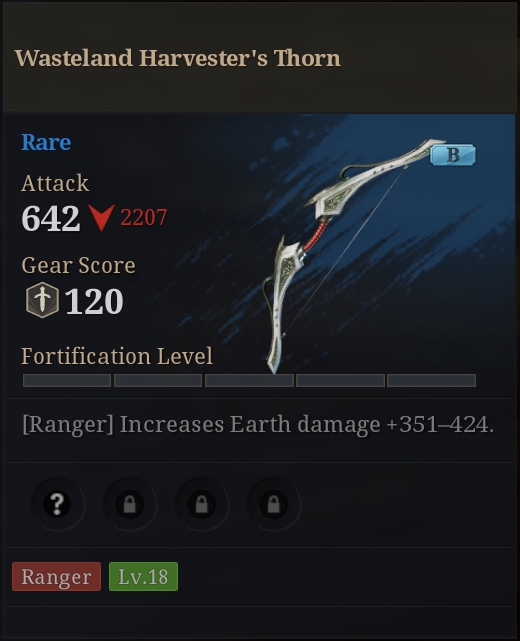 Wasteland Harvester's Thorn
Rare
B
Attack
642 2207
Gear Score
120
Fortification Level
[Ranger] Increases Earth damage +351–424.
?
Ranger Lv.18